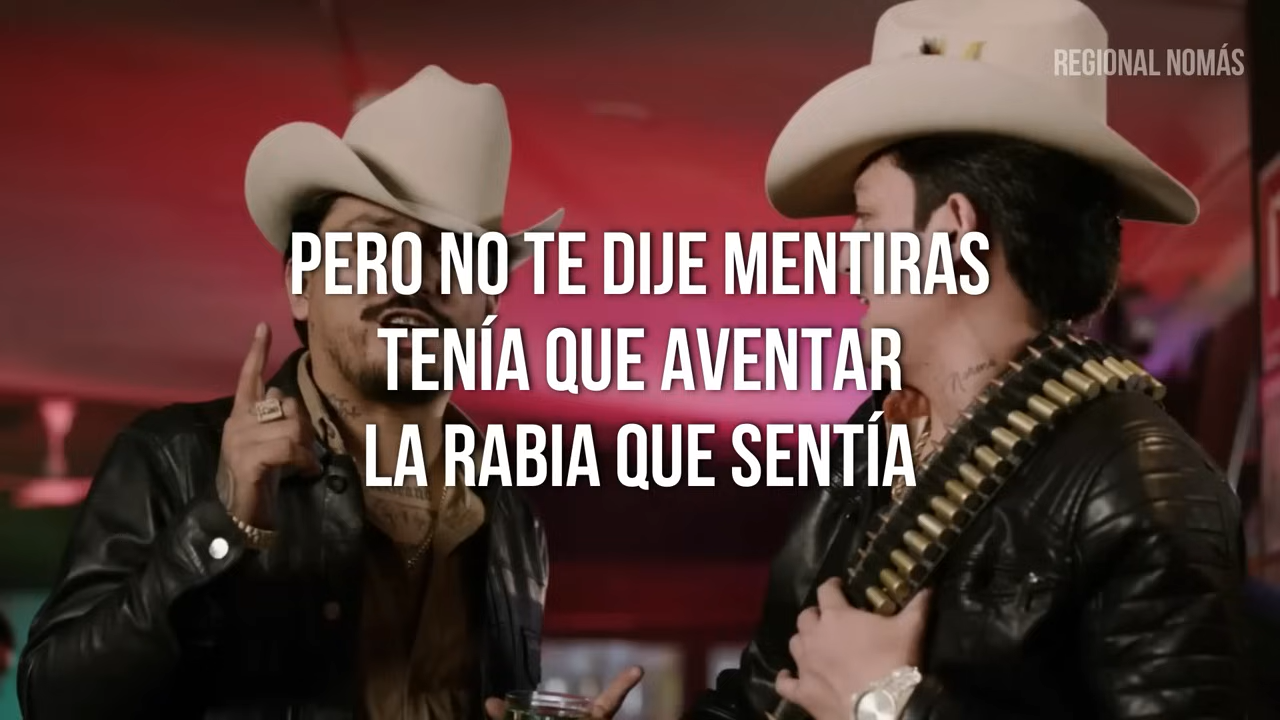 REGIONAL NOMÁS
PERO NO TE DIJE MENTIRAS
TENÍA QUE AVENTAR
LA RABIA QUE SENTÍA